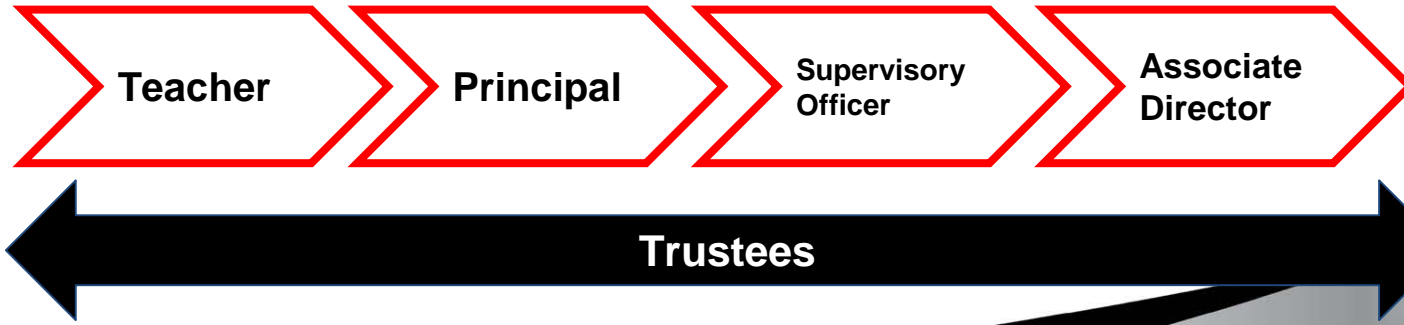 Teacher
Principal
Supervisory
Officer
Associate
Director
Trustees